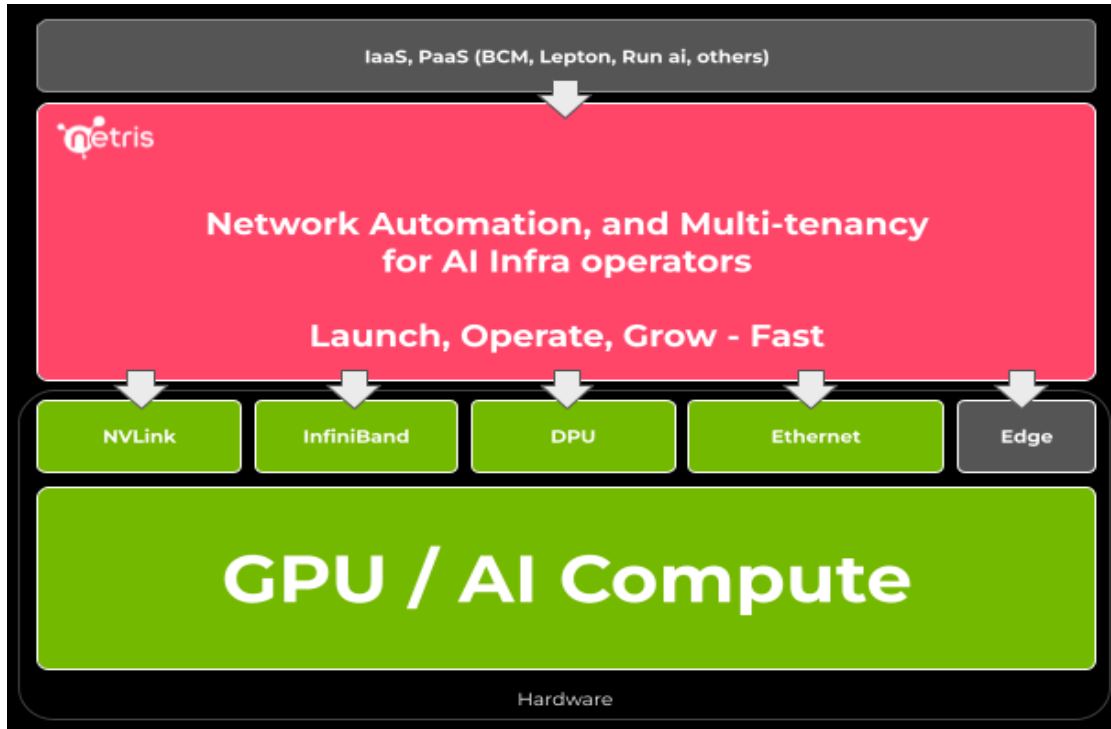 IaaS, PaaS (BCM, Lepton, Run ai, others)
netris
Network Automation, and Multi-tenancy
for AI Infra operators
Launch, Operate, Grow - Fast
NVLink
InfiniBand
DPU
Ethernet
Edge
GPU / AI Compute
Hardware